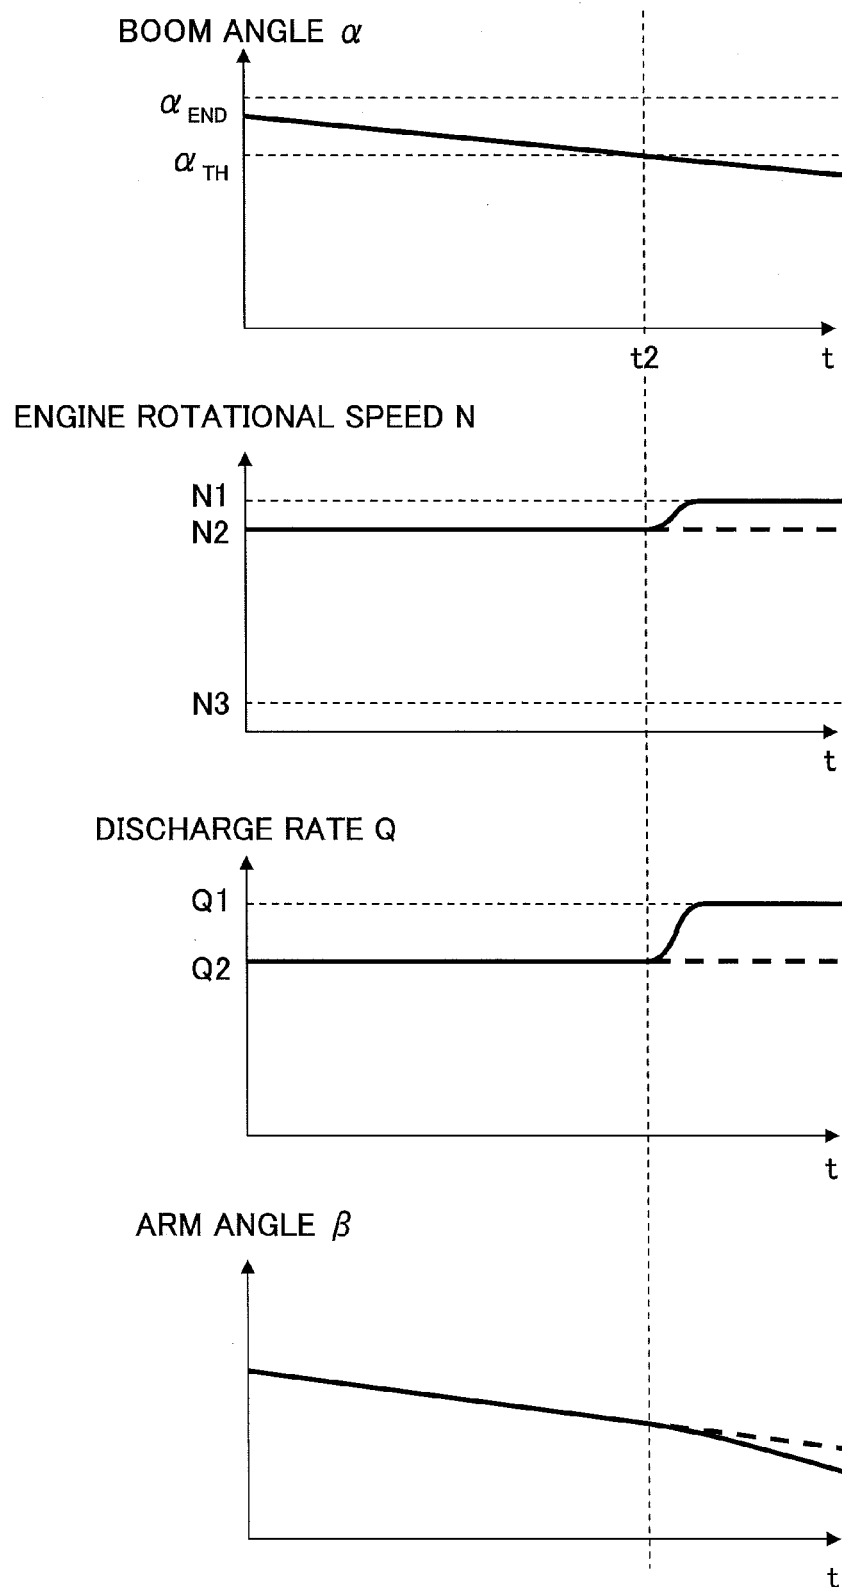 BOOM ANGLE α
α END
α TH
t2
t
ENGINE ROTATIONAL SPEED N
N1
N2
N3
t
DISCHARGE RATE Q
Q1
Q2
t
ARM ANGLE β
t